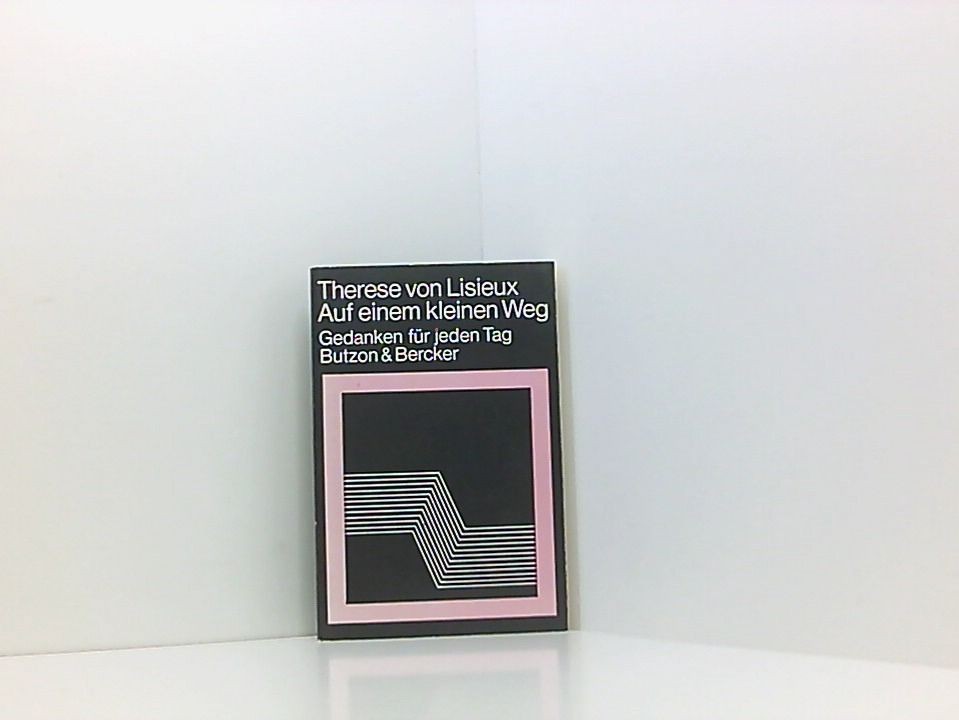 Therese von Lisieux
Auf einem kleinen Weg
Gedanken für jeden Tag
Butzon & Bercker